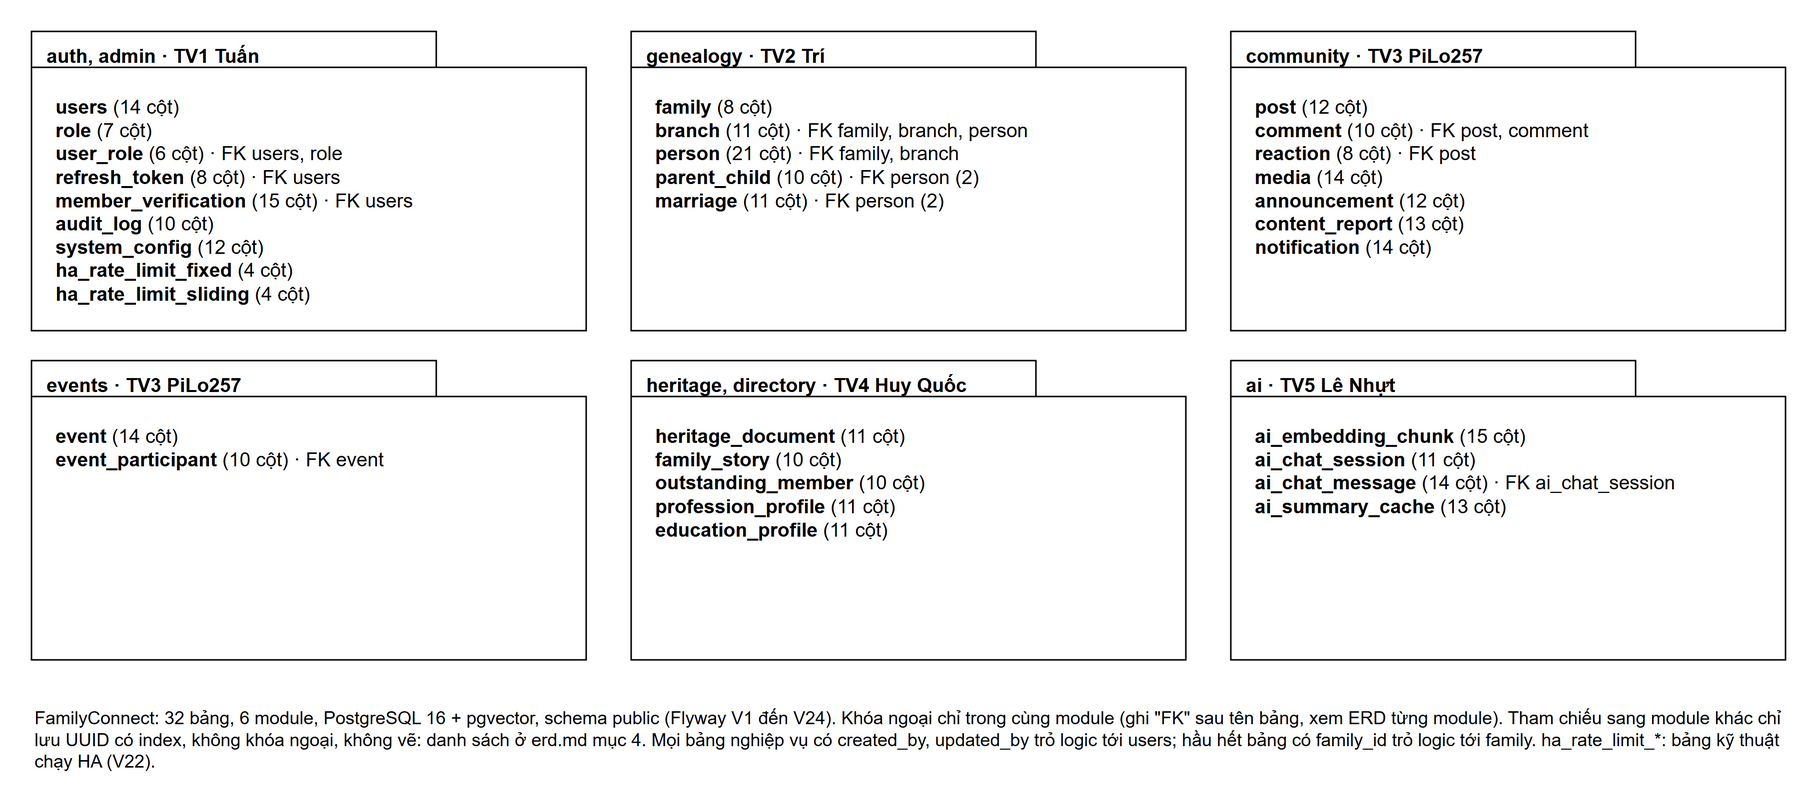 auth, admin · TV1 Tuấn
users (14 cột)
role (7 cột)
user_role (6 cột) · FK users, role
refresh_token (8 cột) · FK users
member_verification (15 cột) · FK users
audit_log (10 cột)
system_config (12 cột)
ha_rate_limit_fixed (4 cột)
ha_rate_limit_sliding (4 cột)
genealogy · TV2 Trí
family (8 cột)
branch (11 cột) · FK family, branch, person
person (21 cột) · FK family, branch
parent_child (10 cột) · FK person (2)
marriage (11 cột) · FK person (2)
community · TV3 PiLo257
post (12 cột)
comment (10 cột) · FK post, comment
reaction (8 cột) · FK post
media (14 cột)
announcement (12 cột)
content_report (13 cột)
notification (14 cột)
events · TV3 PiLo257
event (14 cột)
event_participant (10 cột) · FK event
heritage, directory · TV4 Huy Quốc
heritage_document (11 cột)
family_story (10 cột)
outstanding_member (10 cột)
profession_profile (11 cột)
education_profile (11 cột)
ai · TV5 Lê Nhựt
ai_embedding_chunk (15 cột)
ai_chat_session (11 cột)
ai_chat_message (14 cột) · FK ai_chat_session
ai_summary_cache (13 cột)
FamilyConnect: 32 bảng, 6 module, PostgreSQL 16 + pgvector, schema public (Flyway V1 đến V24). Khóa ngoại chỉ trong cùng module (ghi "FK" sau tên bảng, xem ERD từng module). Tham chiếu sang module khác chỉ
lưu UUID có index, không khóa ngoại, không vẽ: danh sách ở erd.md mục 4. Mọi bảng nghiệp vụ có created_by, updated_by trỏ logic tới users; hầu hết bảng có family_id trỏ logic tới family. ha_rate_limit_*: bảng kỹ thuật
chạy HA (V22).